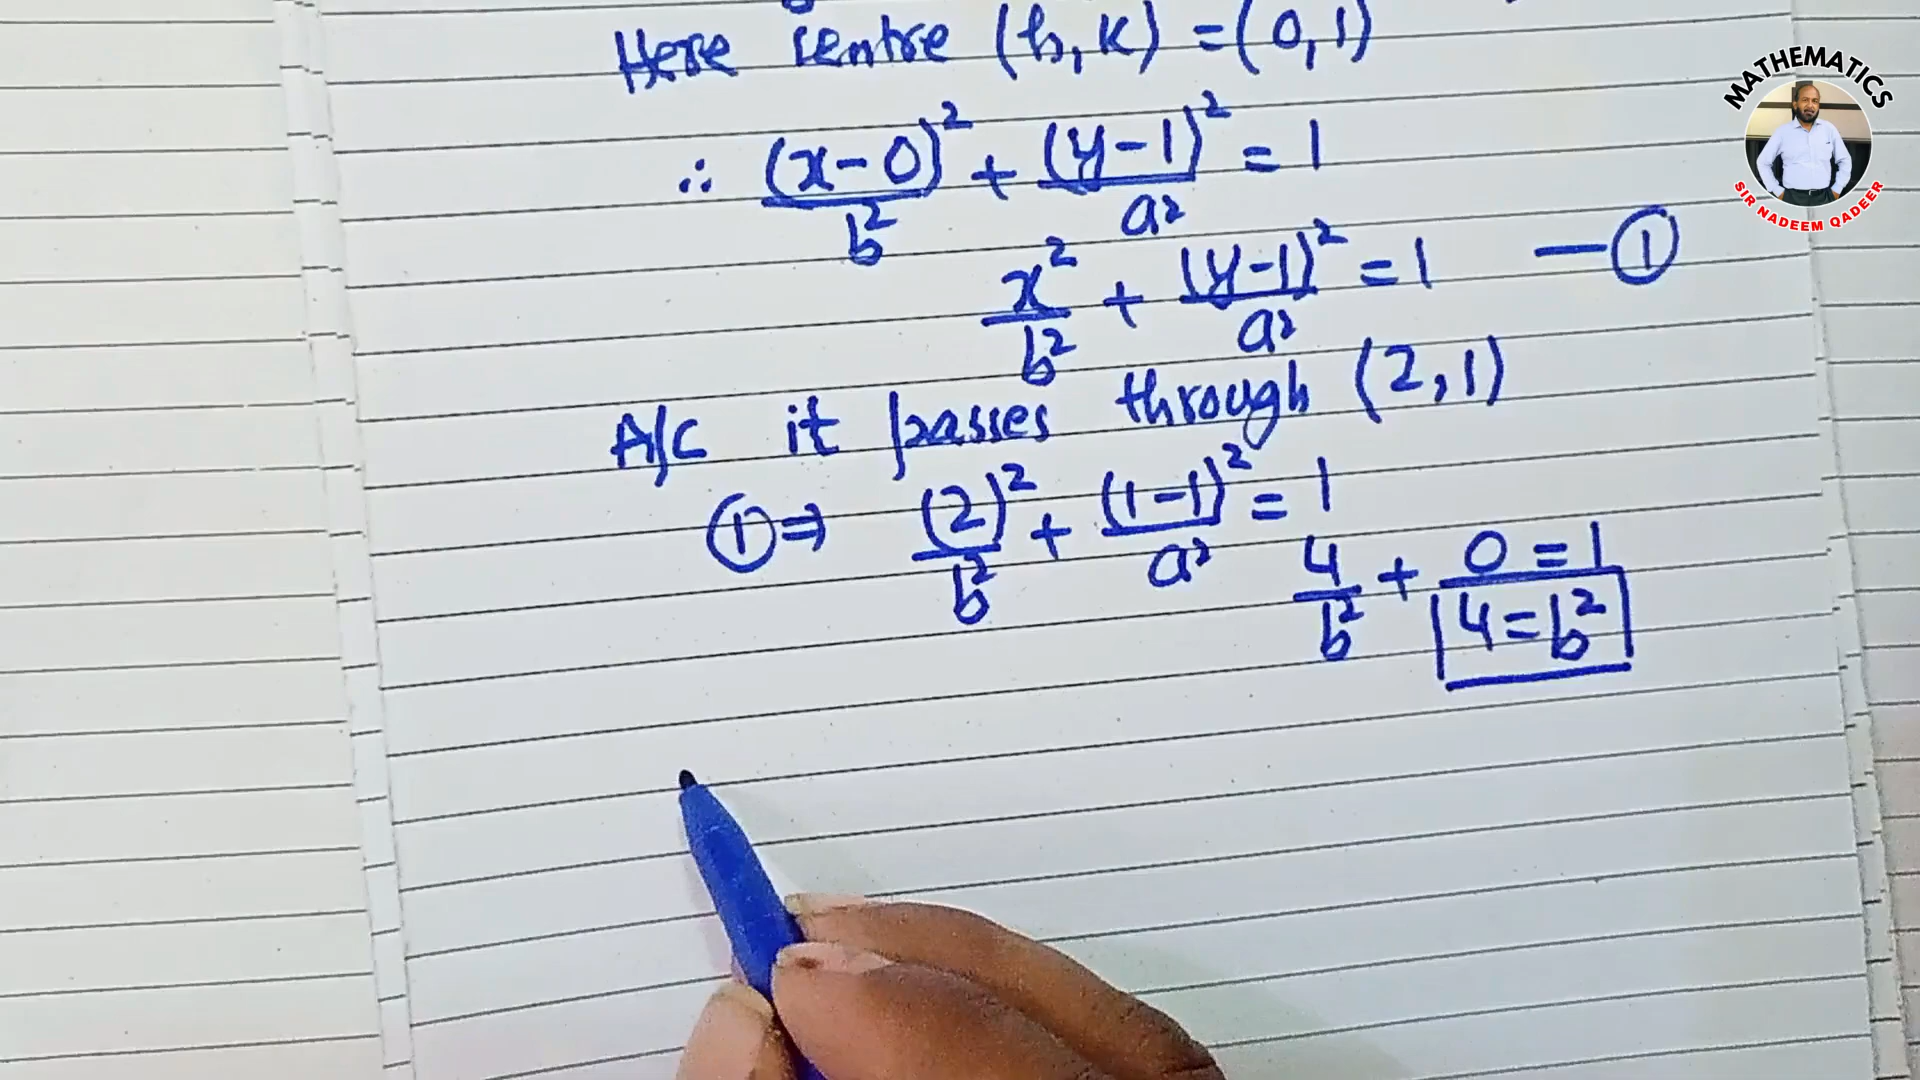 Here centre (h, k) = (0, 1)
∴ (x-0)²/b² + (y-1)²/a² = 1
x²/b² + (y-1)²/a² = 1 — ①
A/C it passes through (2, 1)
① ⇒ (2)²/b² + (1-1)²/a² = 1
4/b² + 0 = 1
4 = b²
MATHEMATICS
SIR NADEEM QADEER